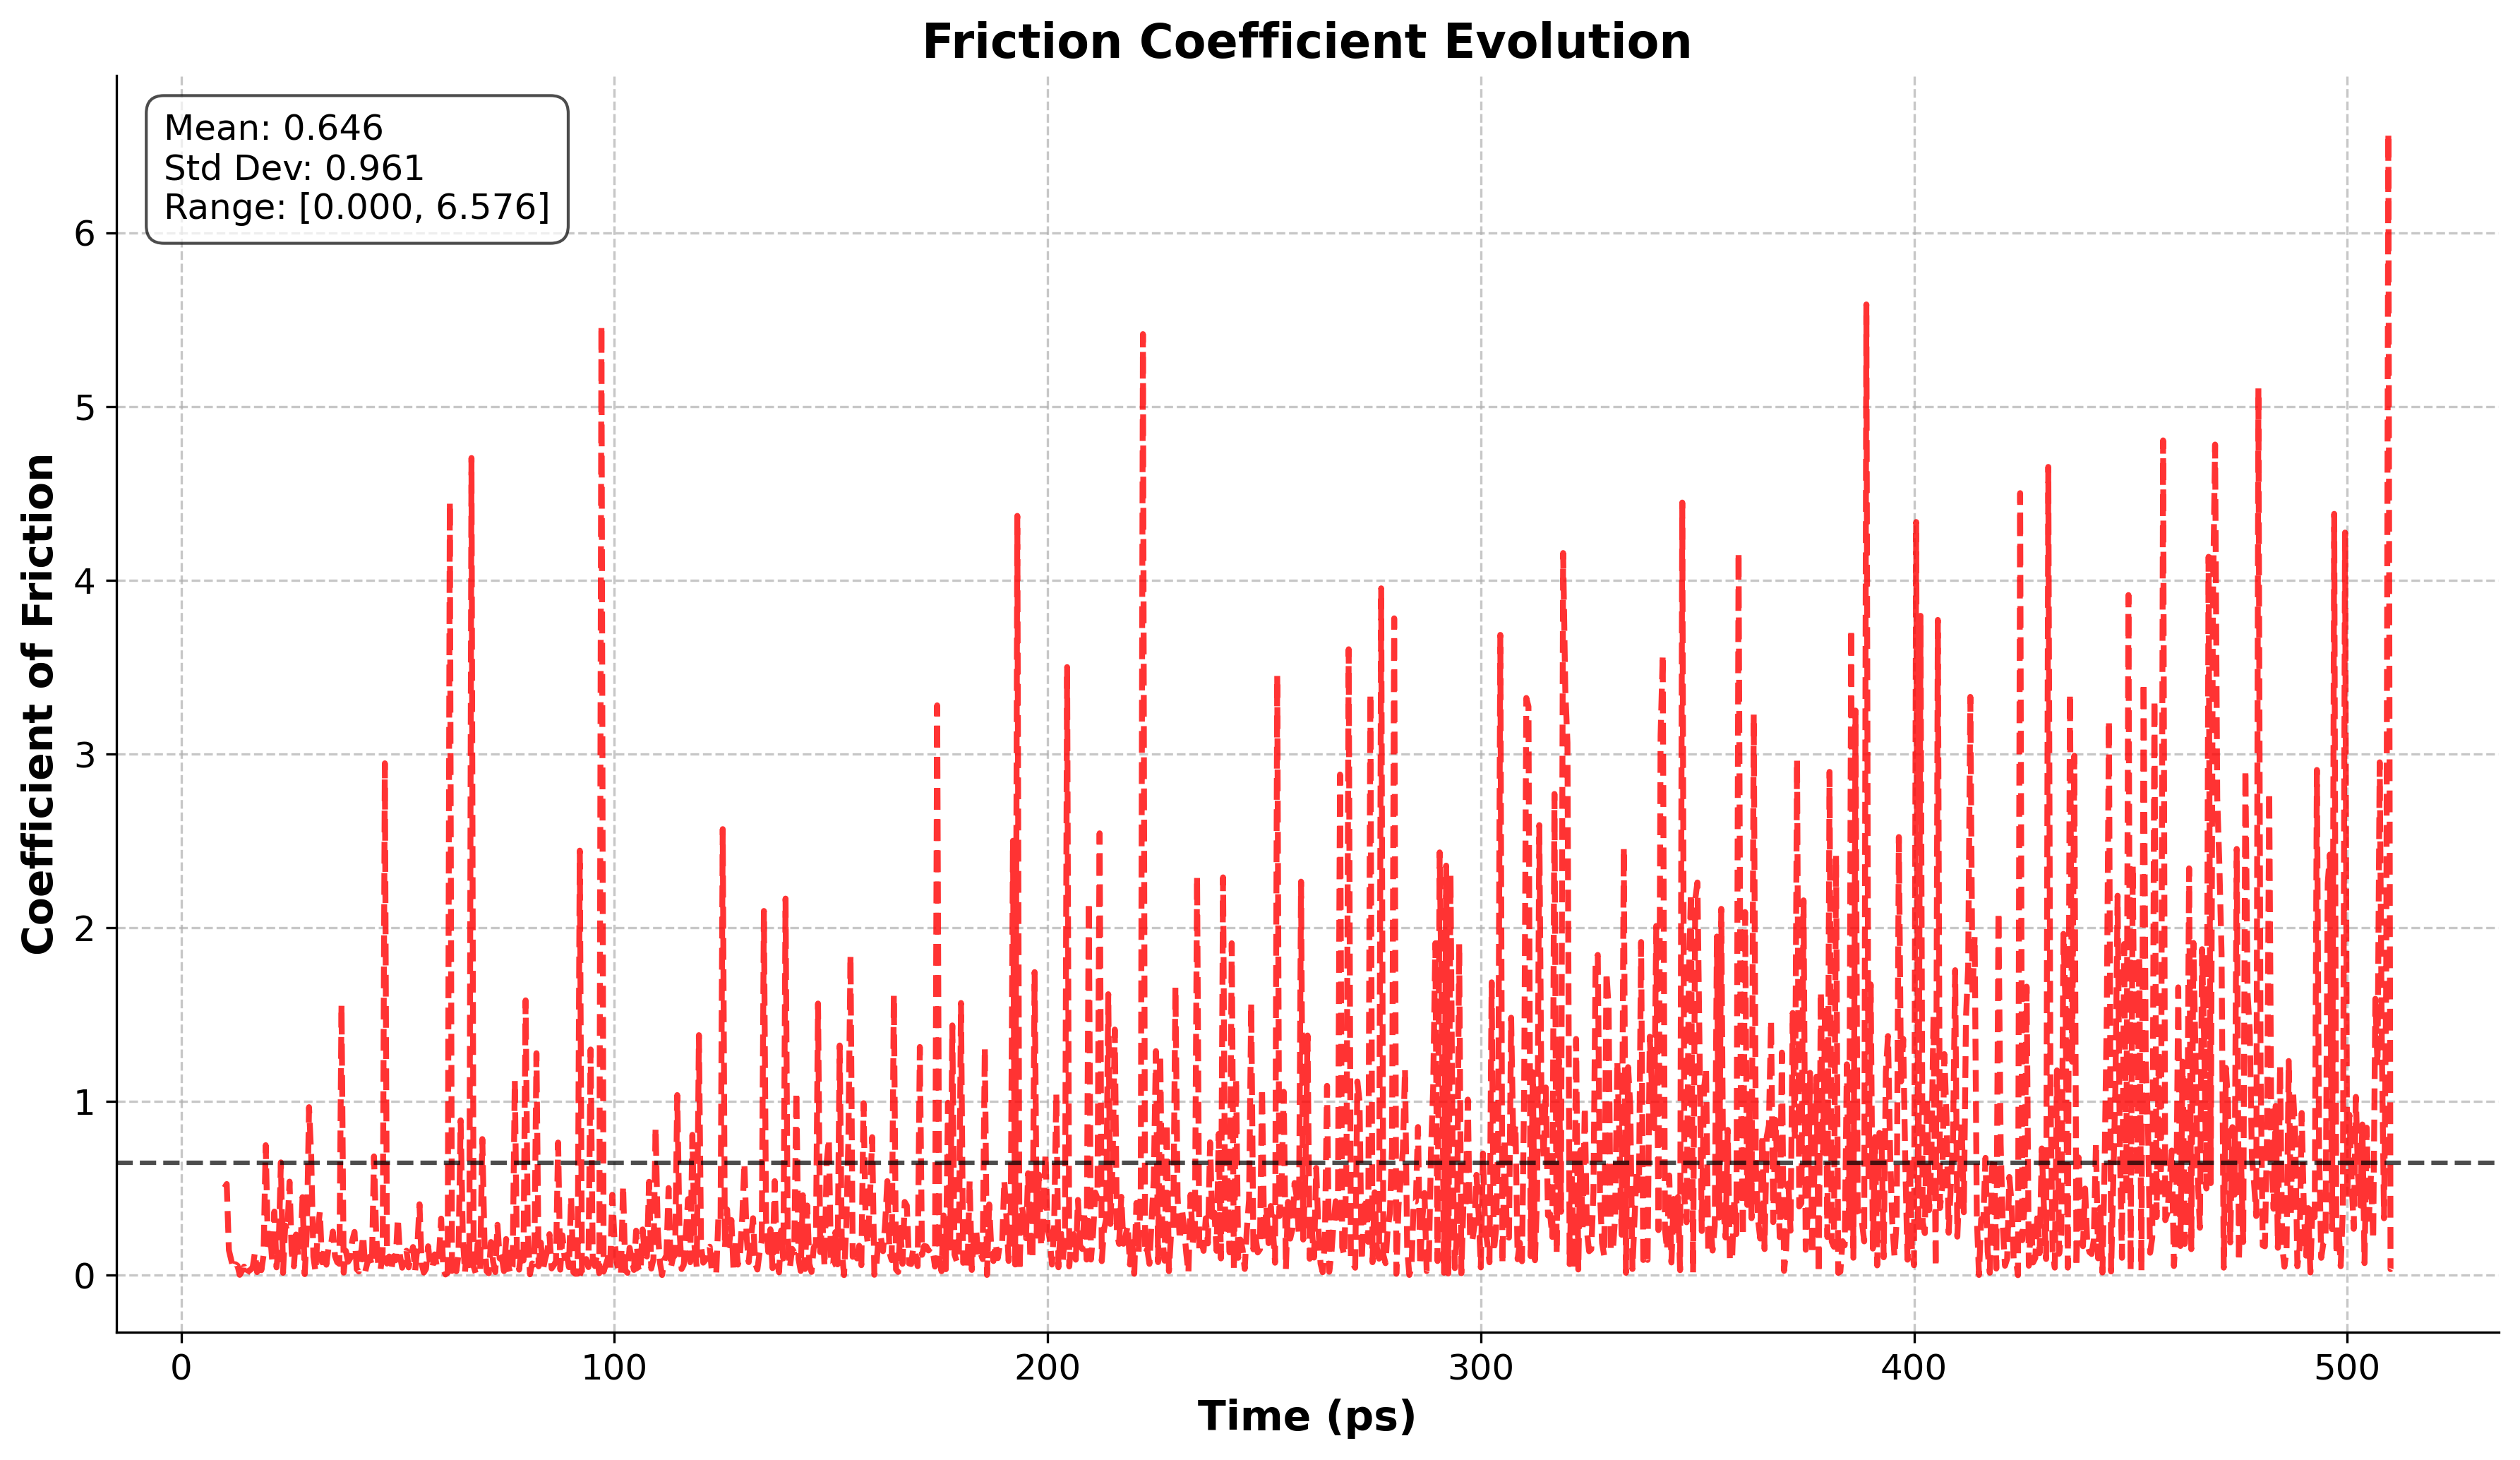 Friction Coefficient Evolution
Mean: 0.646
Std Dev: 0.961
Range: [0.000, 6.576]
Coefficient of Friction
6
5
4
3
2
1
0
0 100 200 300 400 500
Time (ps)